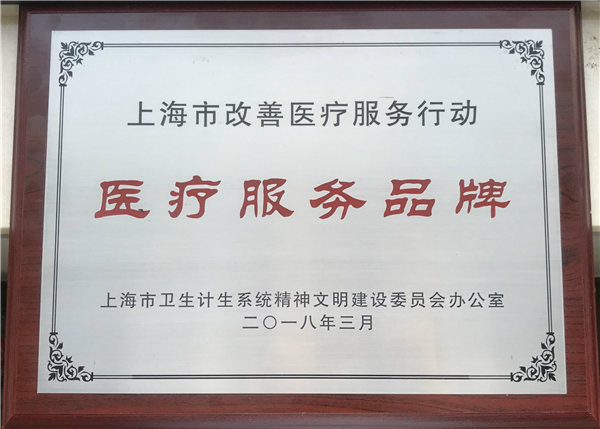 上海市改善医疗服务行动
医疗服务品牌
上海市卫生计生系统精神文明建设委员会办公室
二〇一八年三月